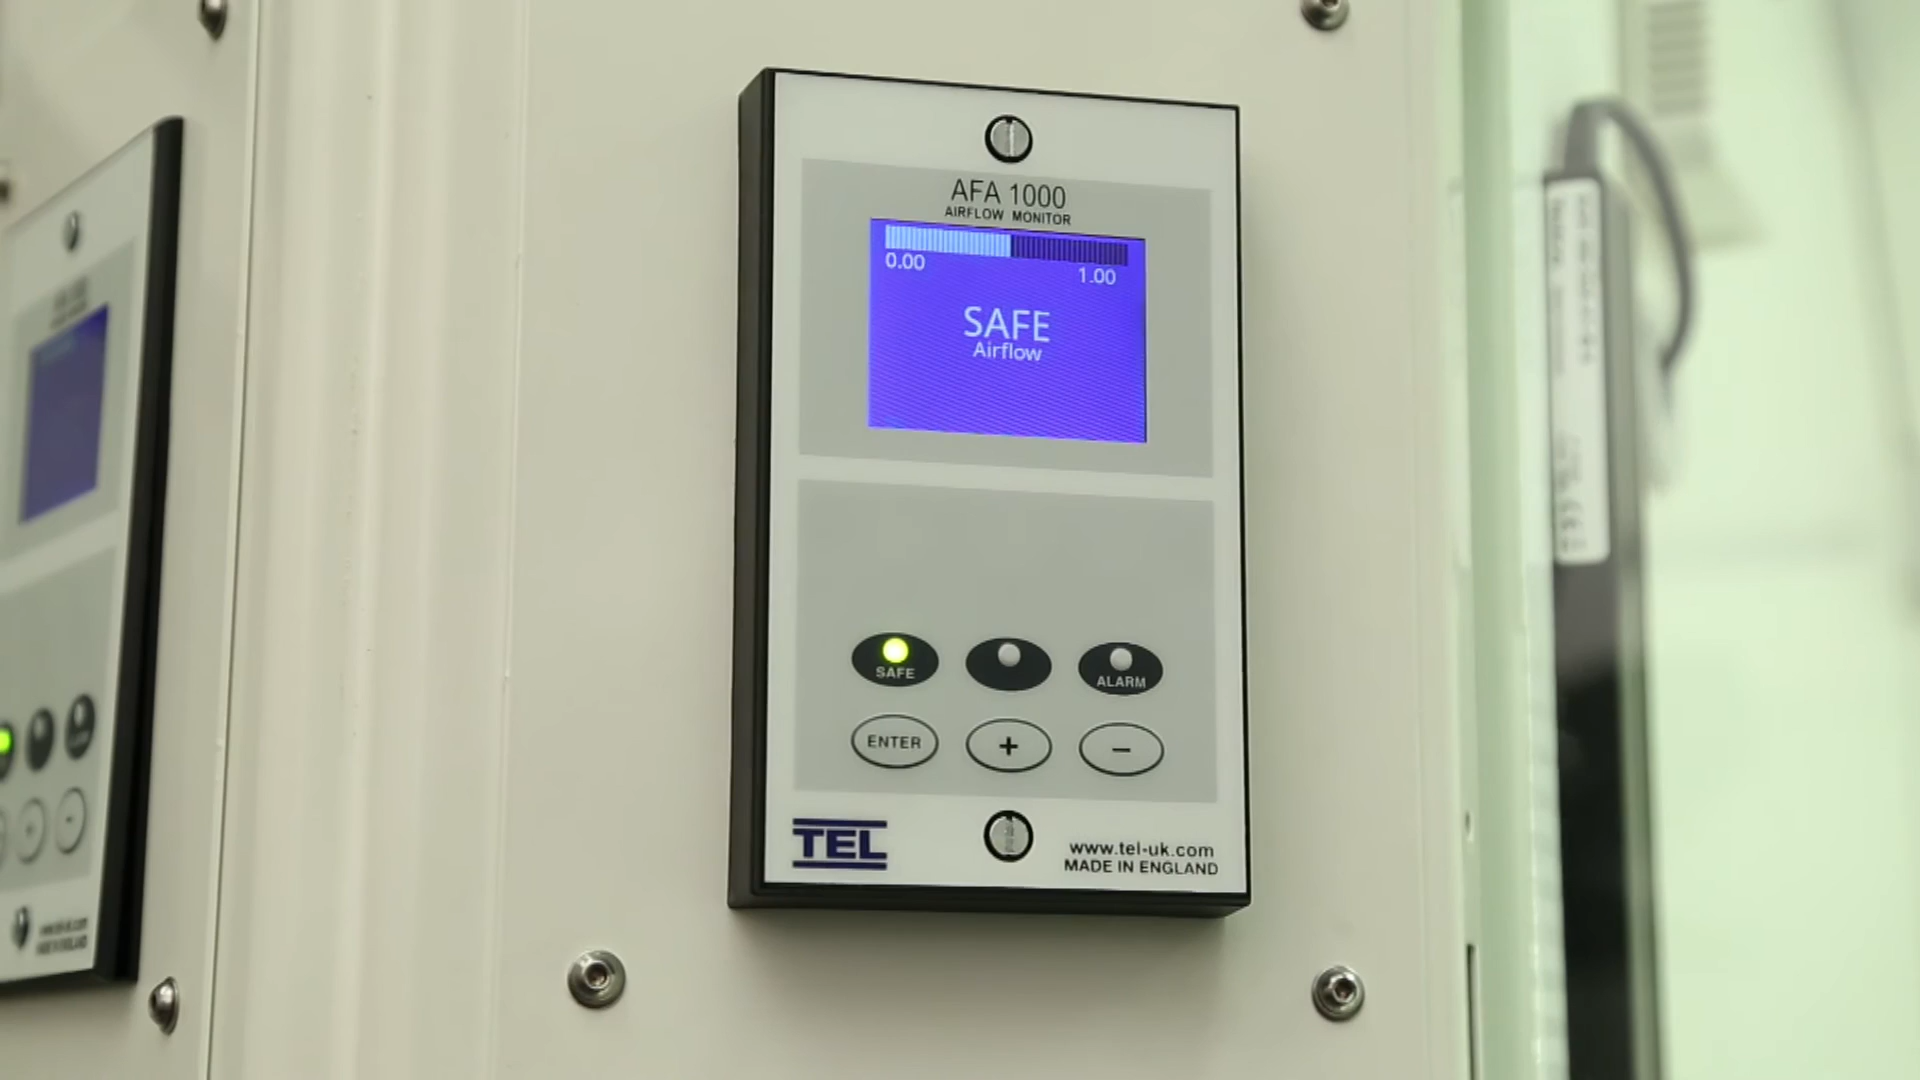 AFA 1000
AIRFLOW MONITOR
0.00
1.00
SAFE
Airflow
SAFE
ALARM
ENTER
+
−
TEL
www.tel-uk.com
MADE IN ENGLAND